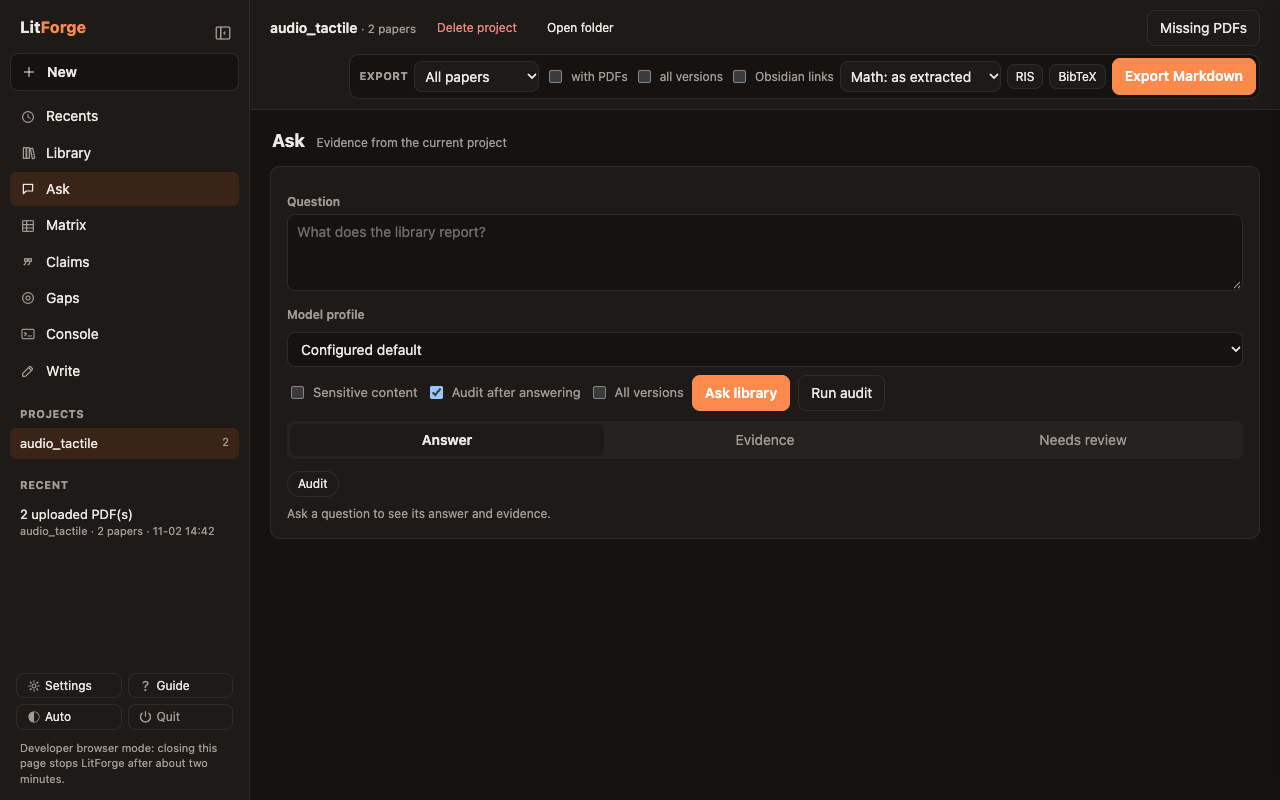 LitForge
New
Recents
Library
Ask
Matrix
Claims
Gaps
Console
Write
PROJECTS
audio_tactile 2
RECENT
2 uploaded PDF(s)
audio_tactile · 2 papers · 11-02 14:42
Settings
? Guide
Auto
Quit
Developer browser mode: closing this
page stops LitForge after about two
minutes.
audio_tactile · 2 papers Delete project Open folder Missing PDFs
EXPORT All papers with PDFs all versions Obsidian links Math: as extracted RIS BibTeX Export Markdown
Ask Evidence from the current project
Question
What does the library report?
Model profile
Configured default
Sensitive content Audit after answering All versions Ask library Run audit
Answer Evidence Needs review
Audit
Ask a question to see its answer and evidence.